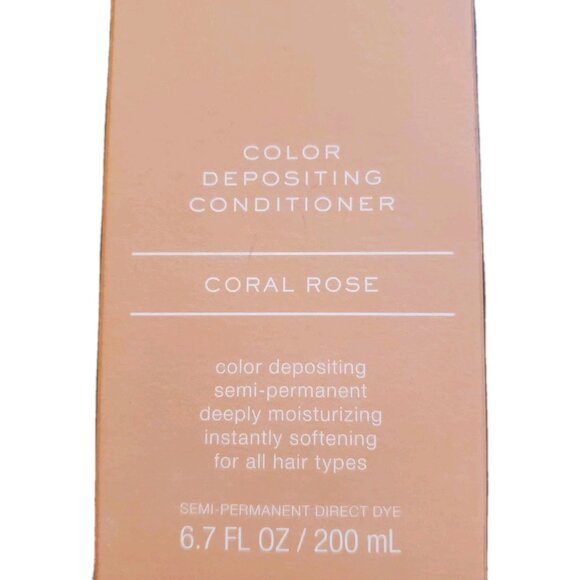 COLOR
DEPOSITING
CONDITIONER
CORAL ROSE
color depositing
semi-permanent
deeply moisturizing
instantly softening
for all hair types
SEMI-PERMANENT DIRECT DYE
6.7 FL OZ / 200 mL